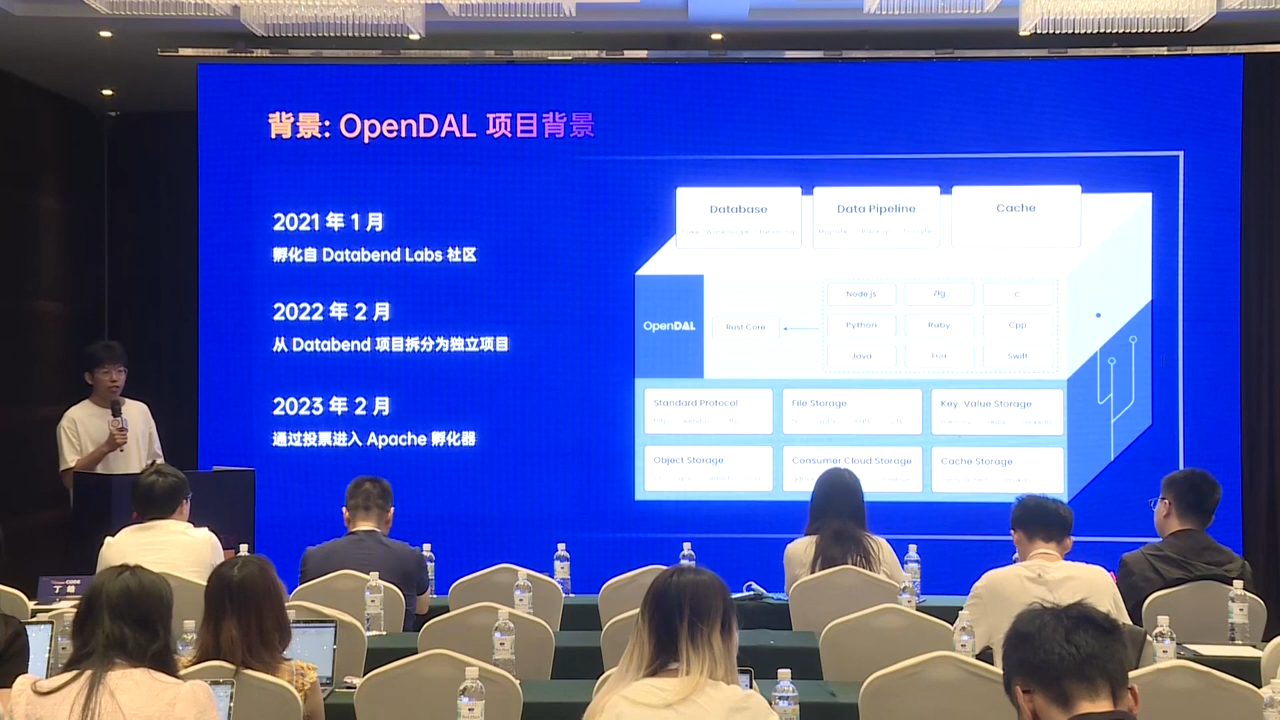 背景: OpenDAL 项目背景
2021 年 1 月
孵化自 Databend Labs 社区
2022 年 2 月
从 Databend 项目拆分为独立项目
2023 年 2 月
通过投票进入 Apache 孵化器
Database
Data Pipeline
Cache
OpenDAL
Rust Core
Node.js
Zig
C
Python
Ruby
Cpp
Java
Lua
Swift
Standard Protocol
File Storage
Key-Value Storage
Object Storage
Consumer Cloud Storage
Cache Storage